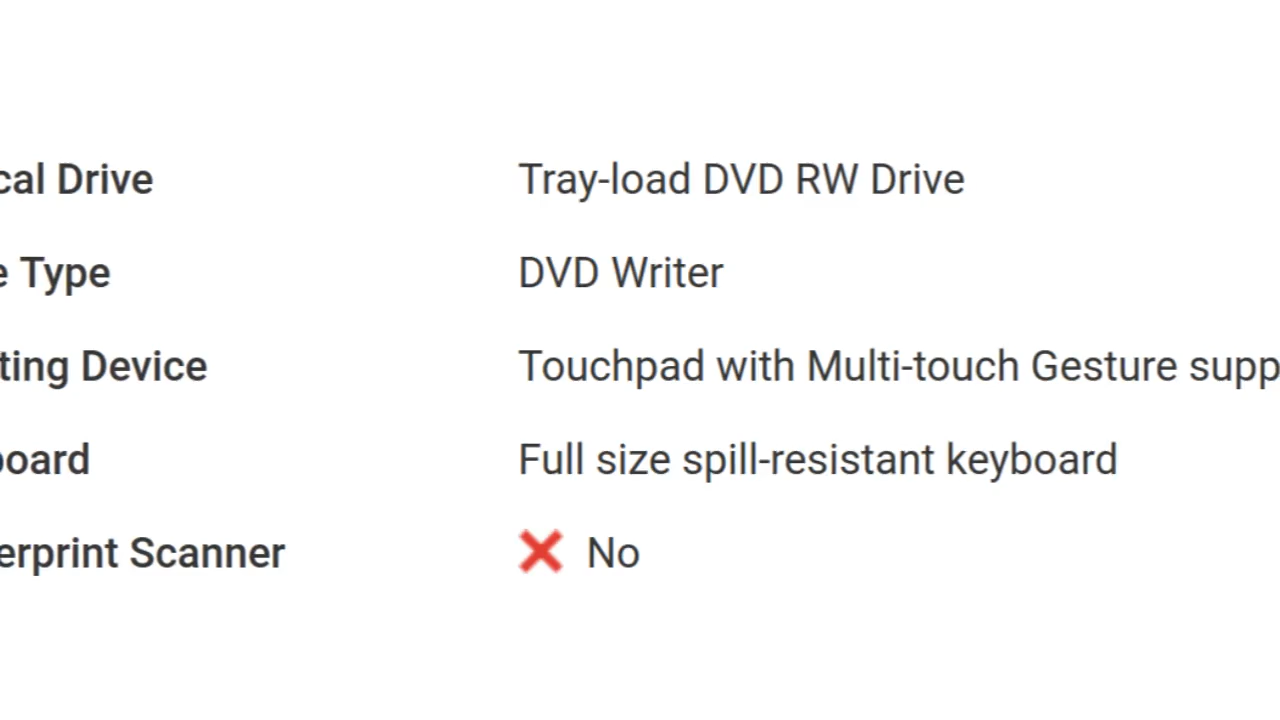 cal Drive Tray-load DVD RW Drive
e Type DVD Writer
ting Device Touchpad with Multi-touch Gesture supp
board Full size spill-resistant keyboard
erprint Scanner ❌ No